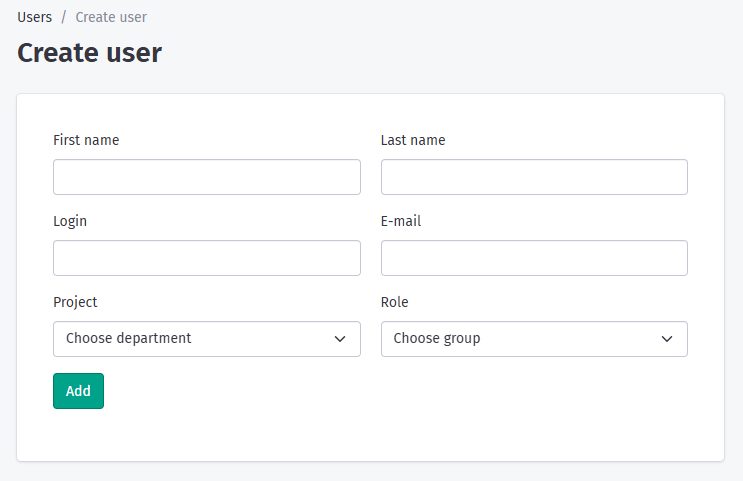 Users / Create user
Create user
First name
Last name
Login
E-mail
Project
Role
Choose department
Choose group
Add